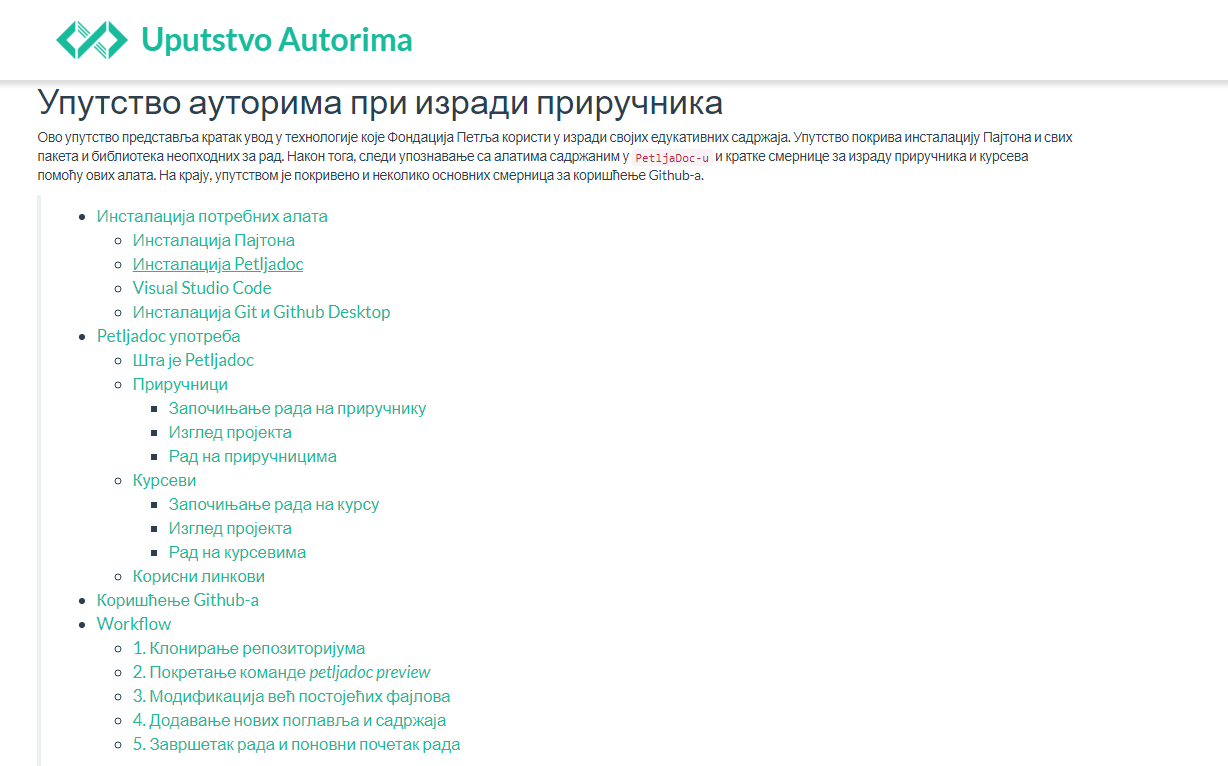 Uputstvo Autorima
Упутство ауторима при изради приручника
Ово упутство представља кратак увод у технологије које Фондација Петља користи у изради својих едукативних садржаја. Упутство покрива инсталацију Пајтона и свих
пакета и библиотека неопходних за рад. Након тога, следи упознавање са алатима садржаним у PetljaDoc-u и кратке смернице за израду приручника и курсева
помоћу ових алата. На крају, упутством је покривено и неколико основних смерница за коришћење Github-a.
Инсталација потребних алата
Инсталација Пајтона
Инсталација Petljadoc
Visual Studio Code
Инсталација Git и Github Desktop
Petljadoc употреба
Шта је Petljadoc
Приручници
Започињање рада на приручнику
Изглед пројекта
Рад на приручницима
Курсеви
Започињање рада на курсу
Изглед пројекта
Рад на курсевима
Корисни линкови
Коришћење Github-a
Workflow
1. Клонирање репозиторијума
2. Покретање команде petljadoc preview
3. Модификација већ постојећих фајлова
4. Додавање нових поглавља и садржаја
5. Завршетак рада и поновни почетак рада